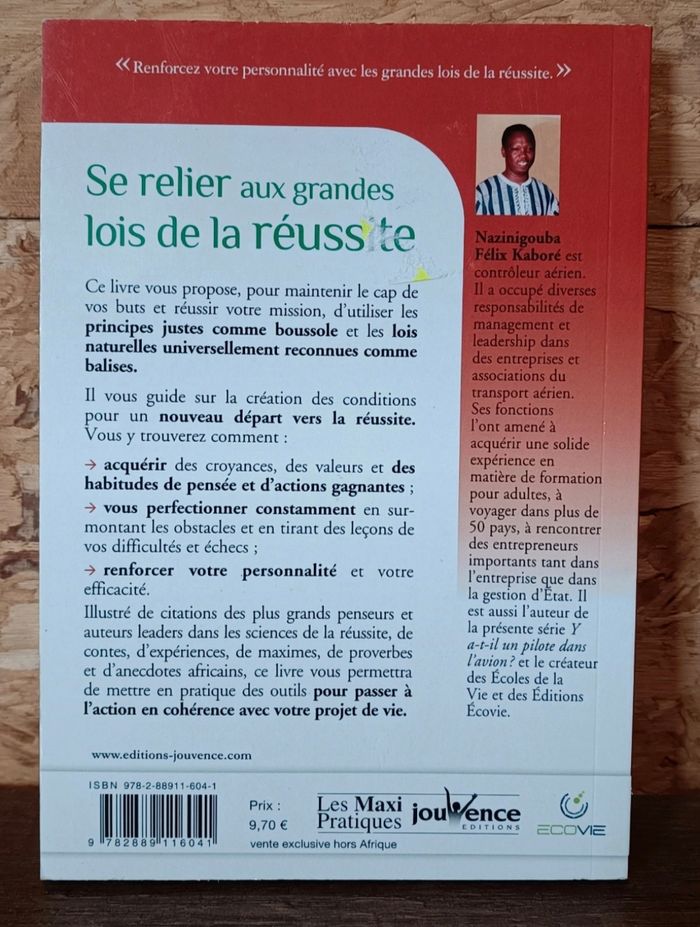 « Renforcez votre personnalité avec les grandes lois de la réussite. »
Se relier aux grandes
lois de la réussite
Ce livre vous propose, pour maintenir le cap de
vos buts et réussir votre mission, d'utiliser les
principes justes comme boussole et les lois
naturelles universellement reconnues comme
balises.
Il vous guide sur la création des conditions
pour un nouveau départ vers la réussite.
Vous y trouverez comment :
→ acquérir des croyances, des valeurs et des
habitudes de pensée et d'actions gagnantes ;
→ vous perfectionner constamment en sur-
montant les obstacles et en tirant des leçons de
vos difficultés et échecs ;
→ renforcer votre personnalité et votre
efficacité.
Illustré de citations des plus grands penseurs et
auteurs leaders dans les sciences de la réussite, de
contes, d'expériences, de maximes, de proverbes
et d'anecdotes africains, ce livre vous permettra
de mettre en pratique des outils pour passer à
l'action en cohérence avec votre projet de vie.
Nazinigouba
Félix Kaboré est
contrôleur aérien.
Il a occupé diverses
responsabilités de
management et
leadership dans
des entreprises et
associations du
transport aérien.
Ses fonctions
l'ont amené à
acquérir une solide
expérience en
matière de formation
pour adultes, à
voyager dans plus de
50 pays, à rencontrer
des entrepreneurs
importants tant dans
l'entreprise que dans
la gestion d'État. Il
est aussi l'auteur de
la présente série Y
a-t-il un pilote dans
l'avion ? et le créateur
des Écoles de la
Vie et des Éditions
Écovie.
www.editions-jouvence.com
ISBN 978-2-88911-604-1
9 782889 116041
Prix :
9,70 €
vente exclusive hors Afrique
Les Maxi
Pratiques
jouvence
EDITIONS
ECOVIE